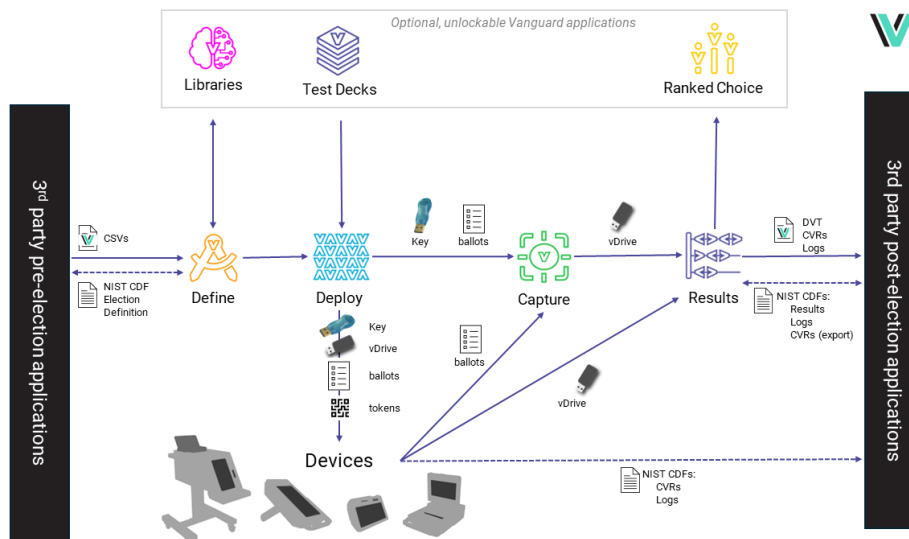 Optional, unlockable Vanguard applications
Libraries
Test Decks
Ranked Choice
3rd party pre-election applications
3rd party post-election applications
CSVs
NIST CDF
Election
Definition
Define
Deploy
Key
ballots
Capture
vDrive
Results
DVT
CVRs
Logs
NIST CDFs:
Results
Logs
CVRs (export)
Key
vDrive
ballots
tokens
ballots
vDrive
Devices
NIST CDFs:
CVRs
Logs